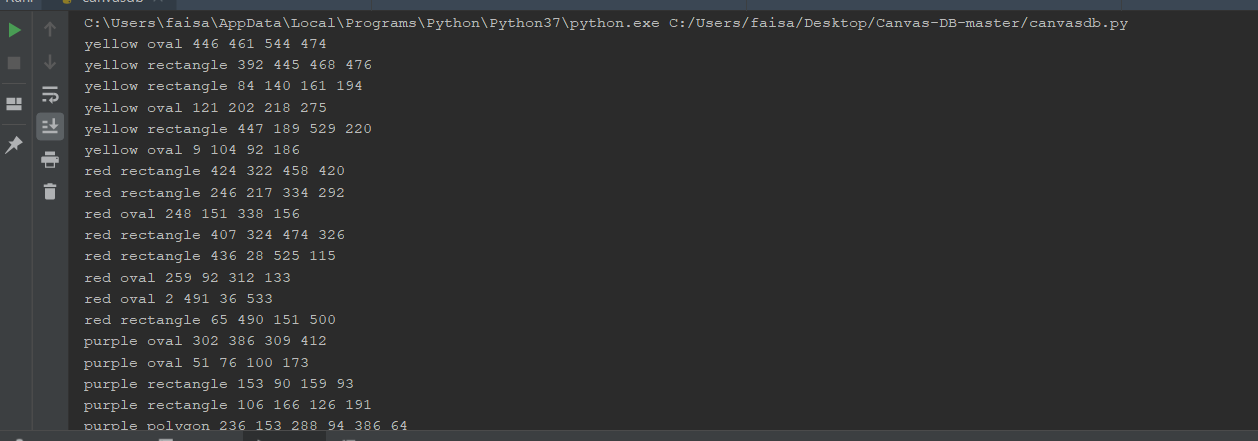 canvasdb
C:\Users\faisa\AppData\Local\Programs\Python\Python37\python.exe C:/Users/faisa/Desktop/Canvas-DB-master/canvasdb.py
yellow oval 446 461 544 474
yellow rectangle 392 445 468 476
yellow rectangle 84 140 161 194
yellow oval 121 202 218 275
yellow rectangle 447 189 529 220
yellow oval 9 104 92 186
red rectangle 424 322 458 420
red rectangle 246 217 334 292
red oval 248 151 338 156
red rectangle 407 324 474 326
red rectangle 436 28 525 115
red oval 259 92 312 133
red oval 2 491 36 533
red rectangle 65 490 151 500
purple oval 302 386 309 412
purple oval 51 76 100 173
purple rectangle 153 90 159 93
purple rectangle 106 166 126 191
purple polygon 236 153 288 94 386 64